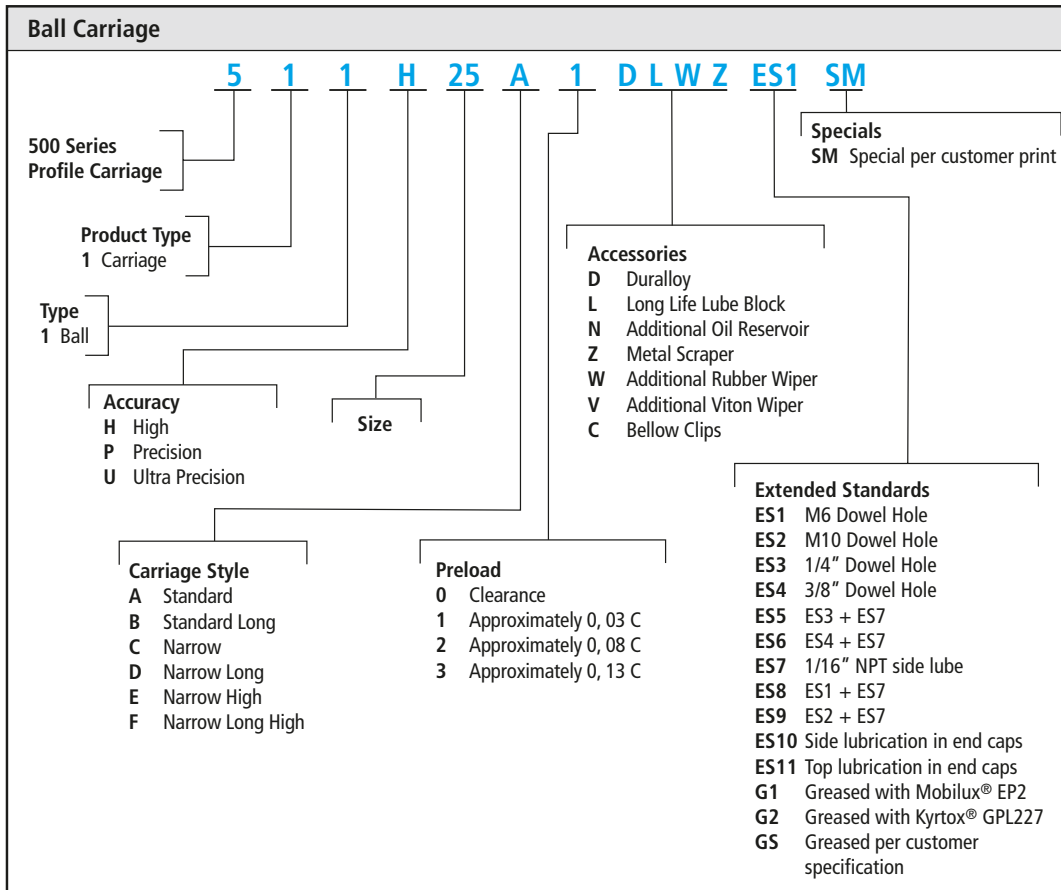 Ball Carriage
5 1 1 H 25 A 1 D L W Z ES1 SM
500 Series
Profile Carriage
Product Type
1 Carriage
Type
1 Ball
Accuracy
H High
P Precision
U Ultra Precision
Size
Carriage Style
A Standard
B Standard Long
C Narrow
D Narrow Long
E Narrow High
F Narrow Long High
Preload
0 Clearance
1 Approximately 0, 03 C
2 Approximately 0, 08 C
3 Approximately 0, 13 C
Accessories
D Duralloy
L Long Life Lube Block
N Additional Oil Reservoir
Z Metal Scraper
W Additional Rubber Wiper
V Additional Viton Wiper
C Bellow Clips
Extended Standards
ES1 M6 Dowel Hole
ES2 M10 Dowel Hole
ES3 1/4” Dowel Hole
ES4 3/8” Dowel Hole
ES5 ES3 + ES7
ES6 ES4 + ES7
ES7 1/16” NPT side lube
ES8 ES1 + ES7
ES9 ES2 + ES7
ES10 Side lubrication in end caps
ES11 Top lubrication in end caps
G1 Greased with Mobilux® EP2
G2 Greased with Kyrtox® GPL227
GS Greased per customer
specification
Specials
SM Special per customer print